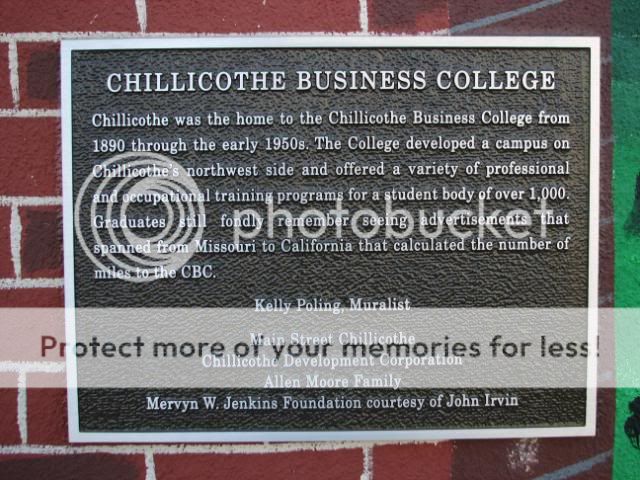 CHILLICOTHE BUSINESS COLLEGE
Chillicothe was the home to the Chillicothe Business College from
1890 through the early 1950s. The College developed a campus on
Chillicothe's northwest side and offered a variety of professional
and occupational training programs for a student body of over 1,000.
Graduates still fondly remember seeing advertisements that
spanned from Missouri to California that calculated the number of
miles to the CBC.
photobucket
Kelly Poling, Muralist
Main Street Chillicothe
Protect more of your memories for less!
Chillicothe Development Corporation
Allen Moore Family
Mervyn W. Jenkins Foundation courtesy of John Irvin